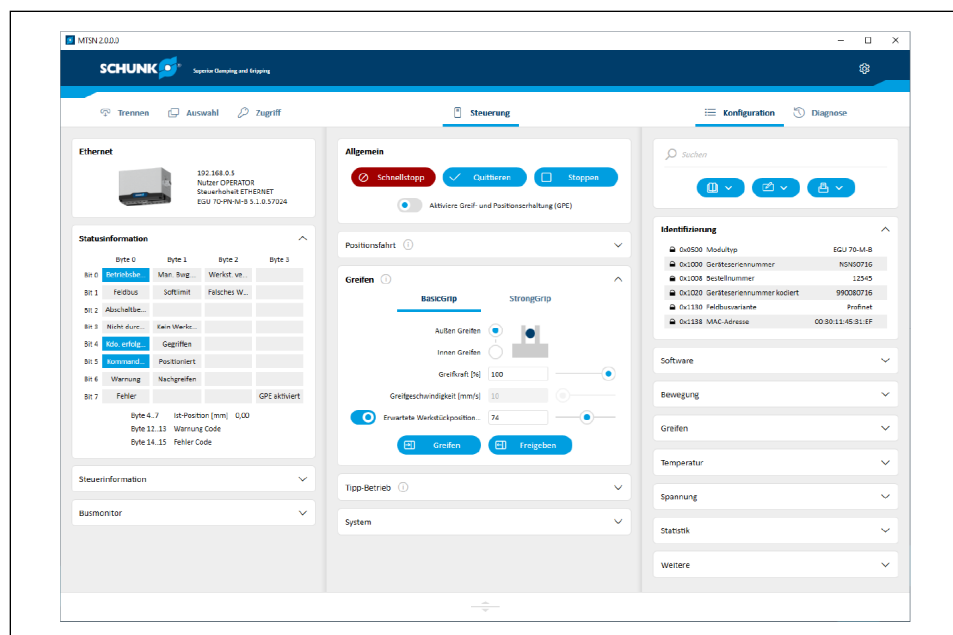 MTSN 2.0.0.0
SCHUNK Superior Clamping and Gripping
Trennen Auswahl Zugriff
Steuerung
Konfiguration Diagnose
Ethernet
192.168.0.5
Nutzer OPERATOR
Steuerhoheit ETHERNET
EGU 70-PN-M-B 5.1.0.57024
Statusinformation
Byte 0 Byte 1 Byte 2 Byte 3
Bit 0 Betriebsbe... Man. Bwg... Werkst. ve...
Bit 1 Feldbus Softlimit Falsches W...
Bit 2 Abschaltbe...
Bit 3 Nicht durc... Kein Werks...
Bit 4 Kdo. erfolg... Gegriffen
Bit 5 Kommand... Positioniert
Bit 6 Warnung Nachgreifen
Bit 7 Fehler GPE aktiviert
Byte 4..7 Ist-Position [mm] 0,00
Byte 12..13 Warnung Code
Byte 14..15 Fehler Code
Steuerinformation
Busmonitor
Allgemein
Schnellstopp Quittieren Stoppen
Aktiviere Greif- und Positionserhaltung (GPE)
Positionsfahrt
Greifen
BasicGrip StrongGrip
Außen Greifen
Innen Greifen
Greifkraft [%] 100
Greifgeschwindigkeit [mm/s] 10
Erwartete Werkstückposition... 74
Greifen Freigeben
Tipp-Betrieb
System
Suchen
Identifizierung
0x0500 Modultyp EGU 70-M-B
0x1000 Geräteseriennummer NSN60716
0x1008 Bestellnummer 12545
0x1020 Geräteseriennummer kodiert 990080716
0x1130 Feldbusvariante Profinet
0x1138 MAC-Adresse 00:30:11:45:31:EF
Software
Bewegung
Greifen
Temperatur
Spannung
Statistik
Weitere